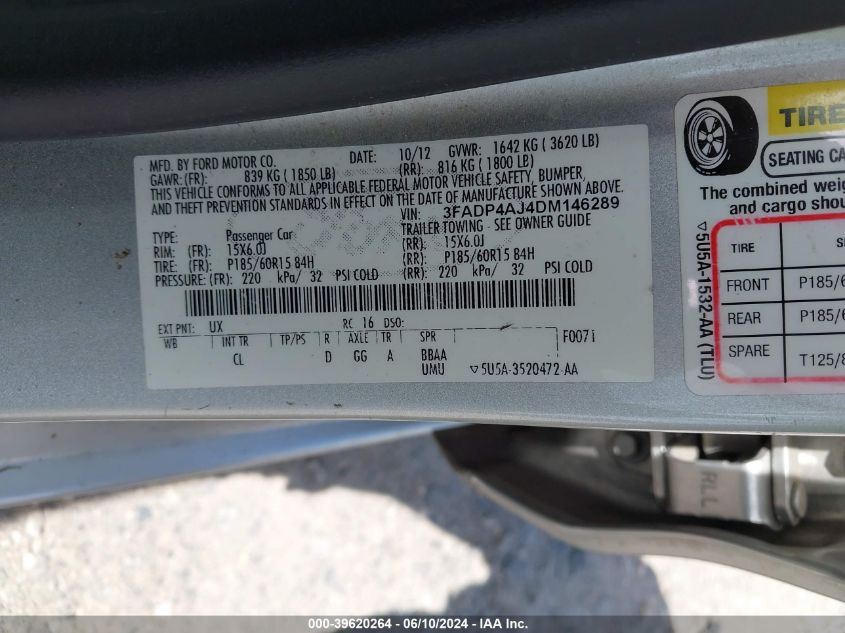 MFD. BY FORD MOTOR CO.
DATE: 10/12 GVWR: 1642 KG ( 3620 LB)
GAWR: (FR): 839 KG ( 1850 LB) (RR): 816 KG ( 1800 LB)
THIS VEHICLE CONFORMS TO ALL APPLICABLE FEDERAL MOTOR VEHICLE SAFETY, BUMPER,
AND THEFT PREVENTION STANDARDS IN EFFECT ON THE DATE OF MANUFACTURE SHOWN ABOVE.
VIN: 3FADP4AJ4DM146289
TYPE: Passenger Car TRAILER TOWING - SEE OWNER GUIDE
RIM: (FR): 15X6.0J (RR): 15X6.0J
TIRE: (FR): P185/60R15 84H (RR): P185/60R15 84H
PRESSURE: (FR): 220 kPa/ 32 PSI COLD (RR): 220 kPa/ 32 PSI COLD
EXT PNT: UX RC 16 DSO:
WB INT TR TP/PS R AXLE TR SPR F007i
CL D GG A BBAA
UMU ▽5U5A-3520472-AA
TIRE
SEATING CA
The combined weig
and cargo shou
TIRE S
FRONT P185/6
REAR P185/6
SPARE T125/8
▽5U5A-1532-AA (TLU)
RLL
000-39620264 - 06/10/2024 - IAA Inc.